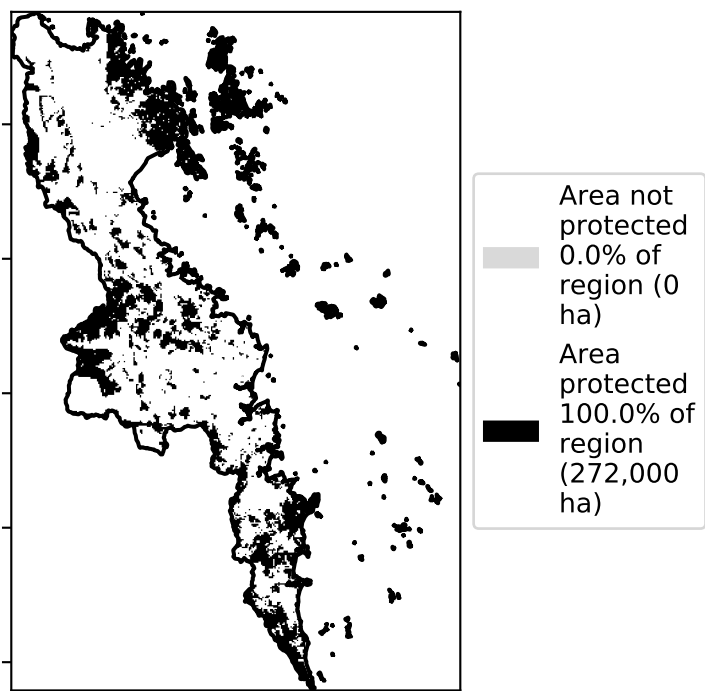 Area not
protected
0.0% of
region (0
ha)
Area
protected
100.0% of
region
(272,000
ha)